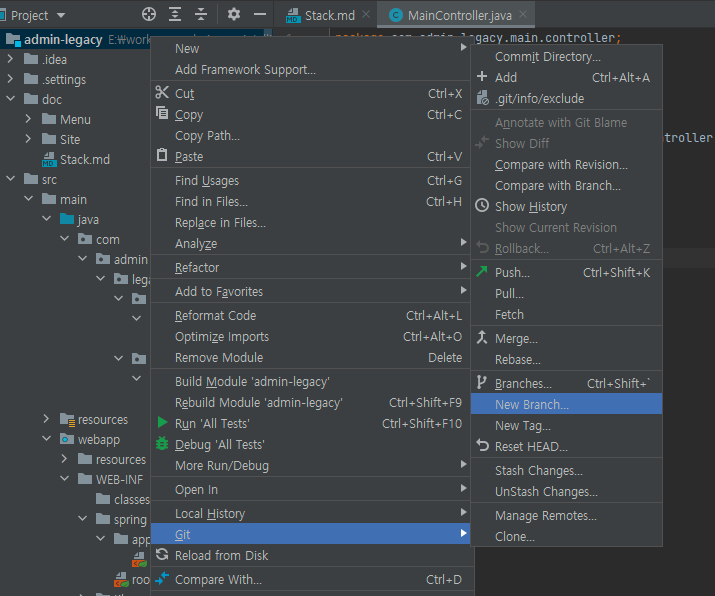 Project
Stack.md
MainController.java
admin-legacy E:₩work
package com.admin.legacy.main.controller;
.idea
.settings
doc
Menu
Site
Stack.md
src
main
java
com
admin
leg
resources
webapp
resources
WEB-INF
classes
spring
app
roo
New
Add Framework Support...
Cut Ctrl+X
Copy Ctrl+C
Copy Path...
Paste Ctrl+V
Find Usages Ctrl+G
Find in Files... Ctrl+H
Replace in Files...
Analyze
Refactor
Add to Favorites
Reformat Code Ctrl+Alt+L
Optimize Imports Ctrl+Alt+O
Remove Module Delete
Build Module 'admin-legacy'
Rebuild Module 'admin-legacy' Ctrl+Shift+F9
Run 'All Tests' Ctrl+Shift+F10
Debug 'All Tests'
More Run/Debug
Open In
Local History
Git
Reload from Disk
Compare With... Ctrl+D
Commit Directory...
Add Ctrl+Alt+A
.git/info/exclude
Annotate with Git Blame
Show Diff
Compare with Revision...
Compare with Branch...
Show History
Show Current Revision
Rollback... Ctrl+Alt+Z
Push... Ctrl+Shift+K
Pull...
Fetch
Merge...
Rebase...
Branches... Ctrl+Shift+`
New Branch...
New Tag...
Reset HEAD...
Stash Changes...
UnStash Changes...
Manage Remotes...
Clone...
troller